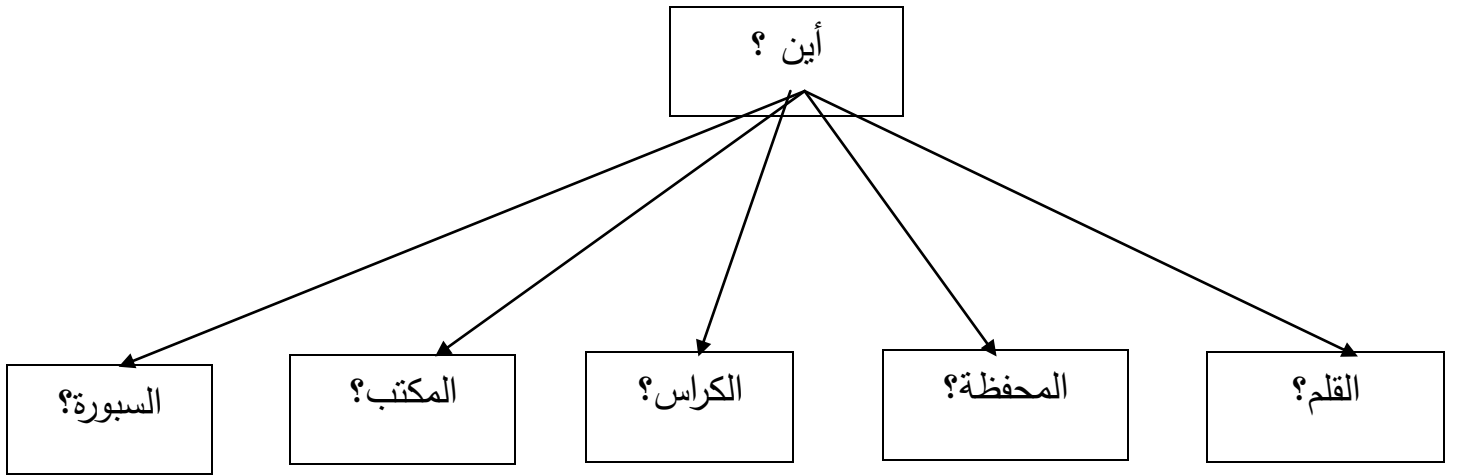 أين ؟
القلم؟
المحفظة؟
الكراس؟
المكتب؟
السبورة؟